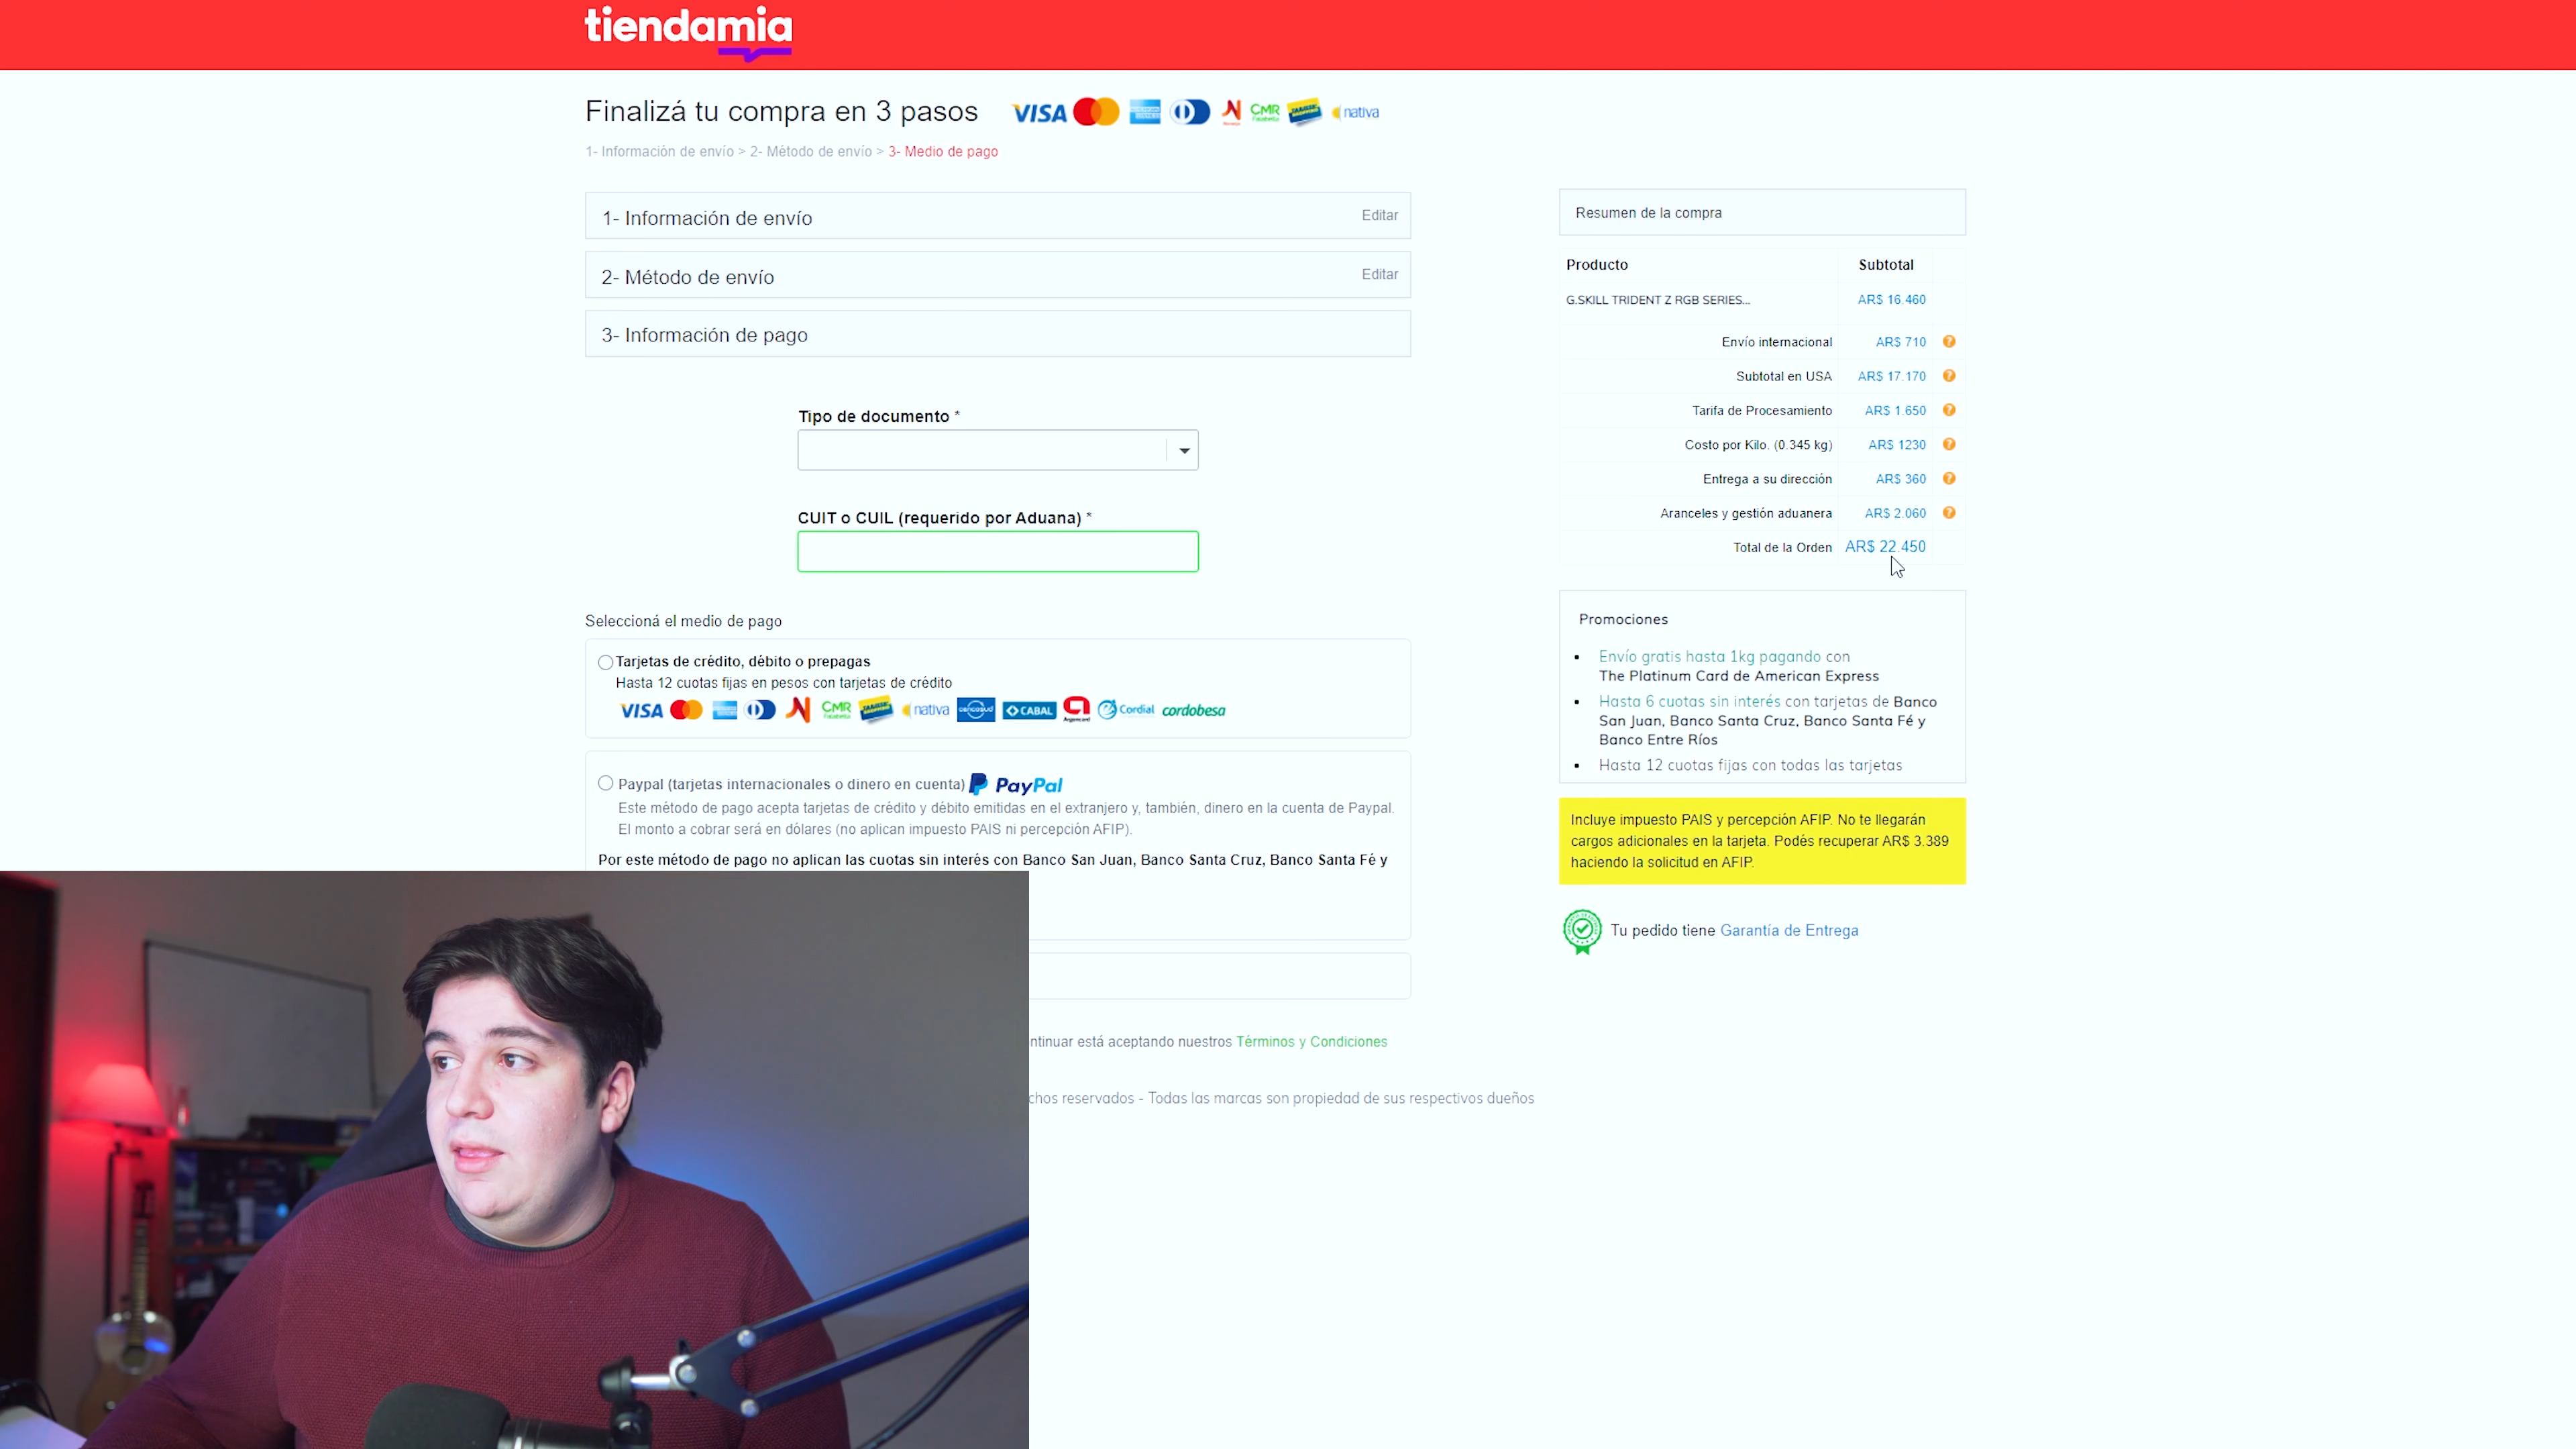 tiendamia
Finalizá tu compra en 3 pasos
VISA
CMR
nativa
1- Información de envío > 2- Método de envío > 3- Medio de pago
1- Información de envío
Editar
2- Método de envío
Editar
3- Información de pago
Tipo de documento *
CUIT o CUIL (requerido por Aduana) *
Seleccioná el medio de pago
Tarjetas de crédito, débito o prepagas
Hasta 12 cuotas fijas en pesos con tarjetas de crédito
VISA
CMR
nativa
cencosud
CABAL
Cordial
cordobesa
Paypal (tarjetas internacionales o dinero en cuenta)
PayPal
Este método de pago acepta tarjetas de crédito y débito emitidas en el extranjero y, también, dinero en la cuenta de Paypal.
El monto a cobrar será en dólares (no aplican impuesto PAIS ni percepción AFIP).
Por este método de pago no aplican las cuotas sin interés con Banco San Juan, Banco Santa Cruz, Banco Santa Fé y
ntinuar está aceptando nuestros Términos y Condiciones
chos reservados - Todas las marcas son propiedad de sus respectivos dueños
Resumen de la compra
Producto Subtotal
G.SKILL TRIDENT Z RGB SERIES... ARS 16.460
Envío internacional ARS 710
Subtotal en USA ARS 17.170
Tarifa de Procesamiento ARS 1.650
Costo por Kilo. (0.345 kg) ARS 1230
Entrega a su dirección ARS 360
Aranceles y gestión aduanera ARS 2.060
Total de la Orden ARS 22.450
Promociones
Envío gratis hasta 1kg pagando con
The Platinum Card de American Express
Hasta 6 cuotas sin interés con tarjetas de Banco
San Juan, Banco Santa Cruz, Banco Santa Fé y
Banco Entre Ríos
Hasta 12 cuotas fijas con todas las tarjetas
Incluye impuesto PAIS y percepción AFIP. No te llegarán
cargos adicionales en la tarjeta. Podés recuperar ARS 3.389
haciendo la solicitud en AFIP.
Tu pedido tiene Garantía de Entrega